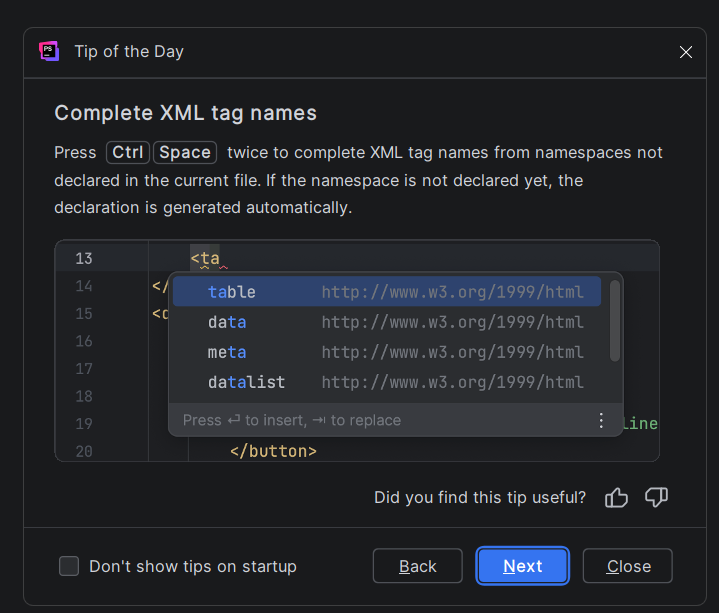 PS
Tip of the Day
Complete XML tag names
Press Ctrl Space twice to complete XML tag names from namespaces not
declared in the current file. If the namespace is not declared yet, the
declaration is generated automatically.
13 <ta
14 </
table http://www.w3.org/1999/html
15
data http://www.w3.org/1999/html
16
meta http://www.w3.org/1999/html
17
datalist http://www.w3.org/1999/html
18
19 line
Press ⏎ to insert, ⇥ to replace
20 </button>
Did you find this tip useful?
Don't show tips on startup
Back
Next
Close